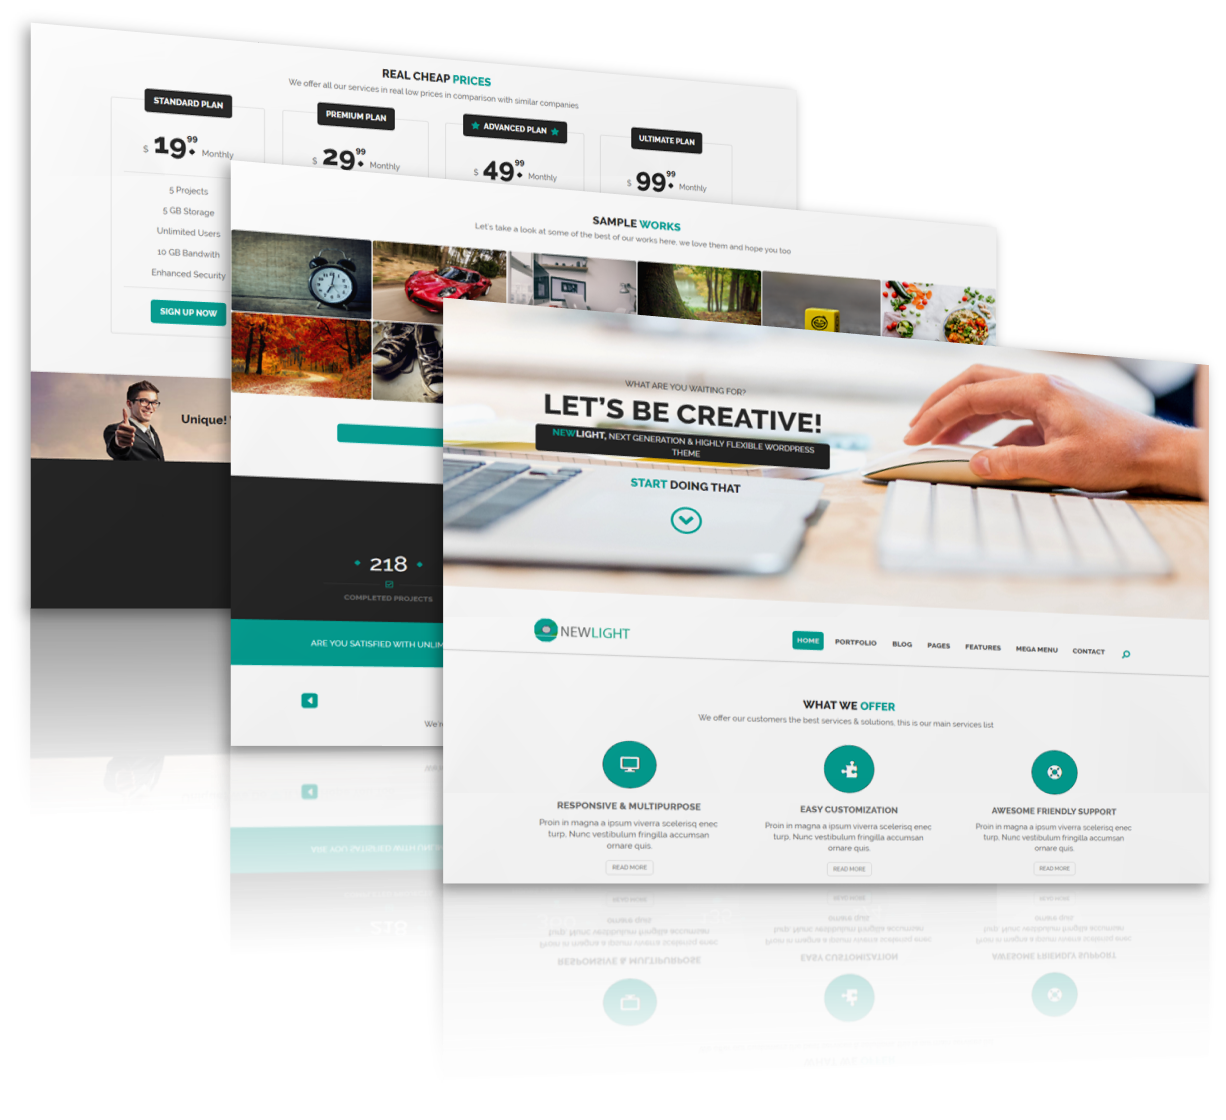 REAL CHEAP PRICES
We offer all our services in real low prices in comparison with similar companies
STANDARD PLAN
$ 19.99 Monthly
5 Projects
5 GB Storage
Unlimited Users
10 GB Bandwith
Enhanced Security
SIGN UP NOW
PREMIUM PLAN
$ 29.99 Monthly
ADVANCED PLAN
$ 49.99 Monthly
ULTIMATE PLAN
$ 99.99 Monthly
Unique!
SAMPLE WORKS
Let's take a look at some of the best of our works here, we love them and hope you too
218
COMPLETED PROJECTS
ARE YOU SATISFIED WITH UNLIM
We're
WHAT ARE YOU WAITING FOR?
LET'S BE CREATIVE!
NEWLIGHT, NEXT GENERATION & HIGHLY FLEXIBLE WORDPRESS
THEME
START DOING THAT
NEWLIGHT
HOME PORTFOLIO BLOG PAGES FEATURES MEGA MENU CONTACT
WHAT WE OFFER
We offer our customers the best services & solutions, this is our main services list
RESPONSIVE & MULTIPURPOSE
Proin in magna a ipsum viverra scelerisq enec
turp. Nunc vestibulum fringilla accumsan
ornare quis.
READ MORE
EASY CUSTOMIZATION
Proin in magna a ipsum viverra scelerisq enec
turp. Nunc vestibulum fringilla accumsan
ornare quis.
READ MORE
AWESOME FRIENDLY SUPPORT
Proin in magna a ipsum viverra scelerisq enec
turp. Nunc vestibulum fringilla accumsan
ornare quis.
READ MORE